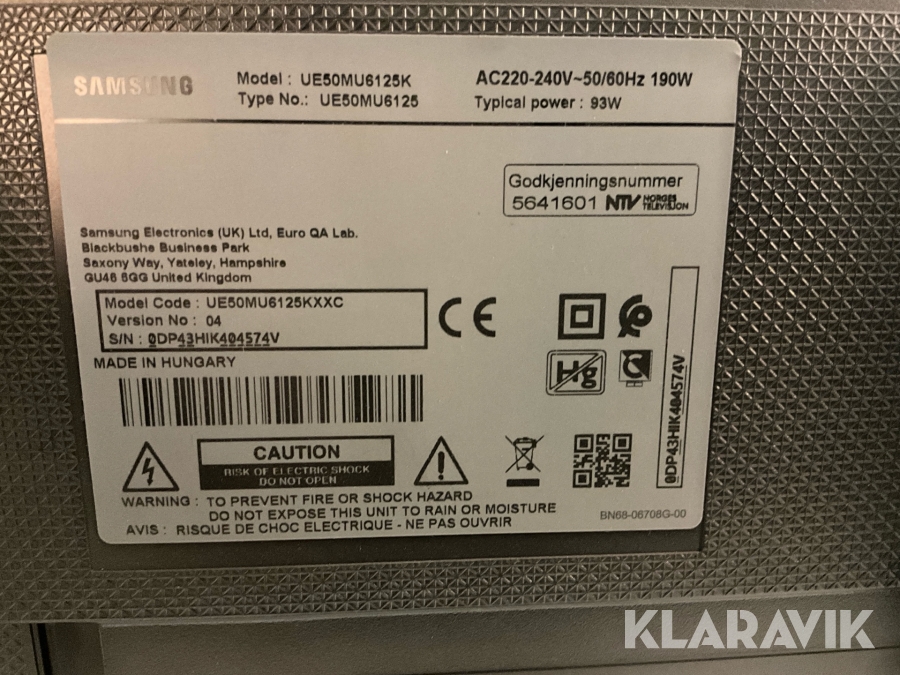 SAMSUNG
Model : UE50MU6125K
Type No.: UE50MU6125
AC220-240V~50/60Hz 190W
Typical power : 93W
Godkjenningsnummer
5641601 NTV NORGES TELEVISJON
Samsung Electronics (UK) Ltd, Euro QA Lab.
Blackbushe Business Park
Saxony Way, Yateley, Hampshire
GU46 6GG United Kingdom
Model Code : UE50MU6125KXXC
Version No : 04
S/N : 0DP43HIK404574V
MADE IN HUNGARY
CE
Hg
0DP43HIK404574V
CAUTION
RISK OF ELECTRIC SHOCK
DO NOT OPEN
WARNING : TO PREVENT FIRE OR SHOCK HAZARD
DO NOT EXPOSE THIS UNIT TO RAIN OR MOISTURE
AVIS : RISQUE DE CHOC ELECTRIQUE - NE PAS OUVRIR
BN68-06706G-00
KLARAVIK